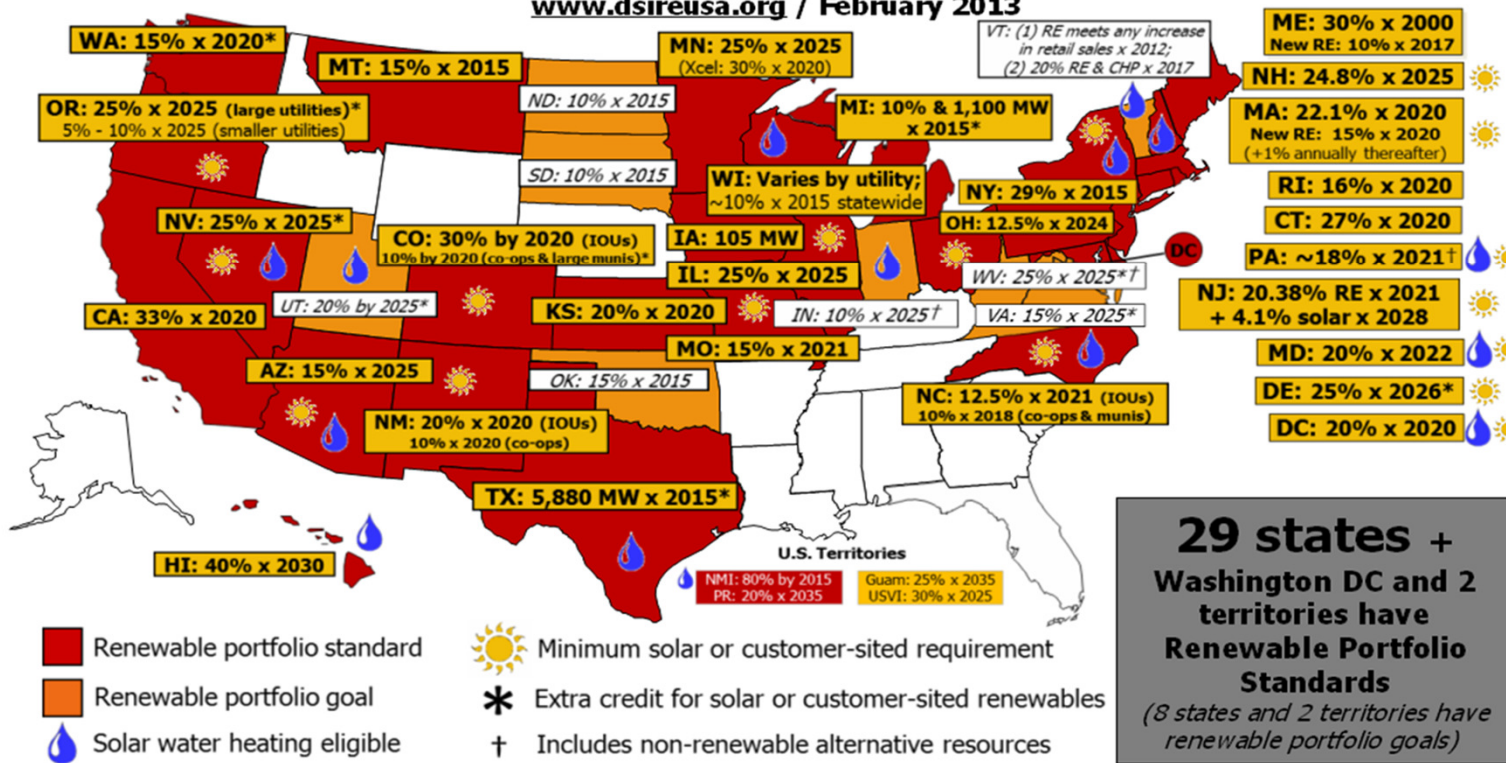 www.dsireusa.org / February 2013
WA: 15% x 2020*
MT: 15% x 2015
MN: 25% x 2025
(Xcel: 30% x 2020)
VT: (1) RE meets any increase
in retail sales x 2012;
(2) 20% RE & CHP x 2017
ME: 30% x 2000
New RE: 10% x 2017
NH: 24.8% x 2025
OR: 25% x 2025 (large utilities)*
5% - 10% x 2025 (smaller utilities)
ND: 10% x 2015
MI: 10% & 1,100 MW
x 2015*
MA: 22.1% x 2020
New RE: 15% x 2020
(+1% annually thereafter)
SD: 10% x 2015
WI: Varies by utility;
~10% x 2015 statewide
NY: 29% x 2015
RI: 16% x 2020
NV: 25% x 2025*
CO: 30% by 2020 (IOUs)
10% by 2020 (co-ops & large munis)*
IA: 105 MW
OH: 12.5% x 2024
CT: 27% x 2020
DC
PA: ~18% x 2021†
IL: 25% x 2025
WV: 25% x 2025*†
CA: 33% x 2020
UT: 20% by 2025*
KS: 20% x 2020
IN: 10% x 2025†
VA: 15% x 2025*
NJ: 20.38% RE x 2021
+ 4.1% solar x 2028
MO: 15% x 2021
MD: 20% x 2022
AZ: 15% x 2025
OK: 15% x 2015
NC: 12.5% x 2021 (IOUs)
10% x 2018 (co-ops & munis)
DE: 25% x 2026*
NM: 20% x 2020 (IOUs)
10% x 2020 (co-ops)
DC: 20% x 2020
TX: 5,880 MW x 2015*
HI: 40% x 2030
U.S. Territories
NMI: 80% by 2015
PR: 20% x 2035
Guam: 25% x 2035
USVI: 30% x 2025
Renewable portfolio standard
Renewable portfolio goal
Solar water heating eligible
Minimum solar or customer-sited requirement
* Extra credit for solar or customer-sited renewables
† Includes non-renewable alternative resources
29 states +
Washington DC and 2
territories have
Renewable Portfolio
Standards
(8 states and 2 territories have
renewable portfolio goals)